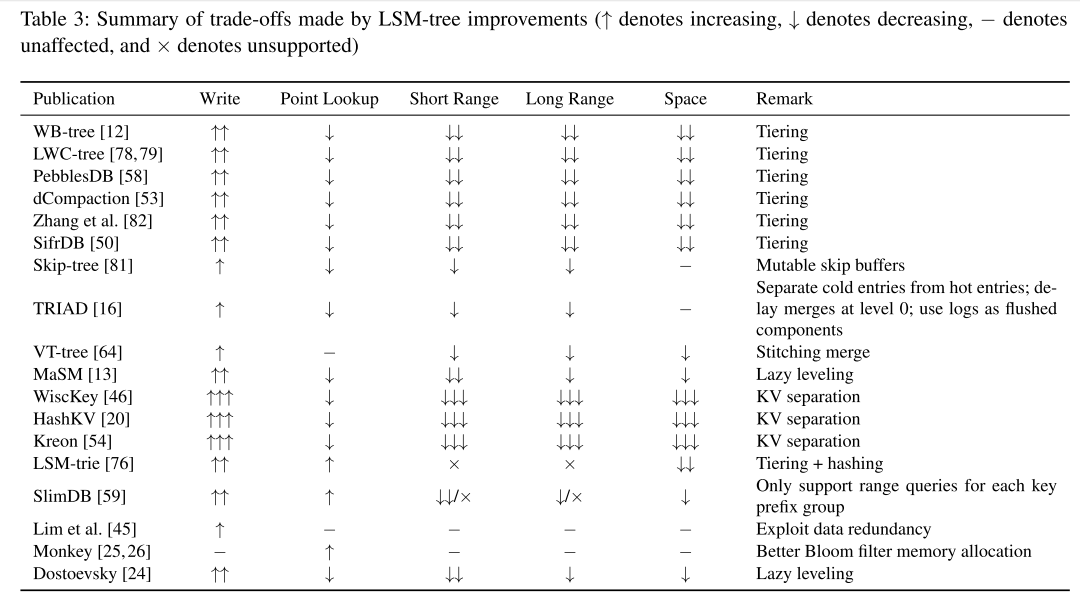 Table 3: Summary of trade-offs made by LSM-tree improvements (↑ denotes increasing, ↓ denotes decreasing, − denotes
unaffected, and × denotes unsupported)
Publication Write Point Lookup Short Range Long Range Space Remark
WB-tree [12] ↑↑ ↓ ↓↓ ↓↓ ↓↓ Tiering
LWC-tree [78,79] ↑↑ ↓ ↓↓ ↓↓ ↓↓ Tiering
PebblesDB [58] ↑↑ ↓ ↓↓ ↓↓ ↓↓ Tiering
dCompaction [53] ↑↑ ↓ ↓↓ ↓↓ ↓↓ Tiering
Zhang et al. [82] ↑↑ ↓ ↓↓ ↓↓ ↓↓ Tiering
SifrDB [50] ↑↑ ↓ ↓↓ ↓↓ ↓↓ Tiering
Skip-tree [81] ↑ ↓ ↓ ↓ − Mutable skip buffers
Separate cold entries from hot entries; de-
TRIAD [16] ↑ ↓ ↓ ↓ − lay merges at level 0; use logs as flushed
components
VT-tree [64] ↑ − ↓ ↓ ↓ Stitching merge
MaSM [13] ↑↑ ↓ ↓↓ ↓ ↓ Lazy leveling
WiscKey [46] ↑↑↑ ↓ ↓↓↓ ↓↓↓ ↓↓↓ KV separation
HashKV [20] ↑↑↑ ↓ ↓↓↓ ↓↓↓ ↓↓↓ KV separation
Kreon [54] ↑↑↑ ↓ ↓↓↓ ↓↓↓ ↓↓↓ KV separation
LSM-trie [76] ↑↑ ↑ × × ↓↓ Tiering + hashing
SlimDB [59] ↑↑ ↑ ↓↓/× ↓/× ↓ Only support range queries for each key
prefix group
Lim et al. [45] ↑ − − − − Exploit data redundancy
Monkey [25,26] − ↑ − − − Better Bloom filter memory allocation
Dostoevsky [24] ↑↑ ↓ ↓↓ ↓ ↓ Lazy leveling